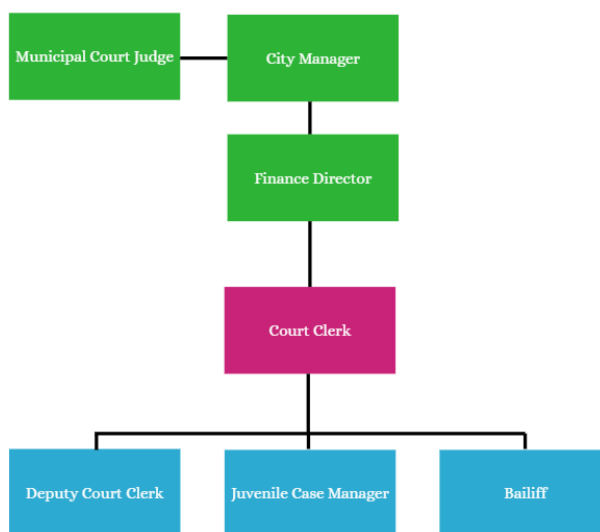 Municipal Court Judge
City Manager
Finance Director
Court Clerk
Deputy Court Clerk
Juvenile Case Manager
Bailiff